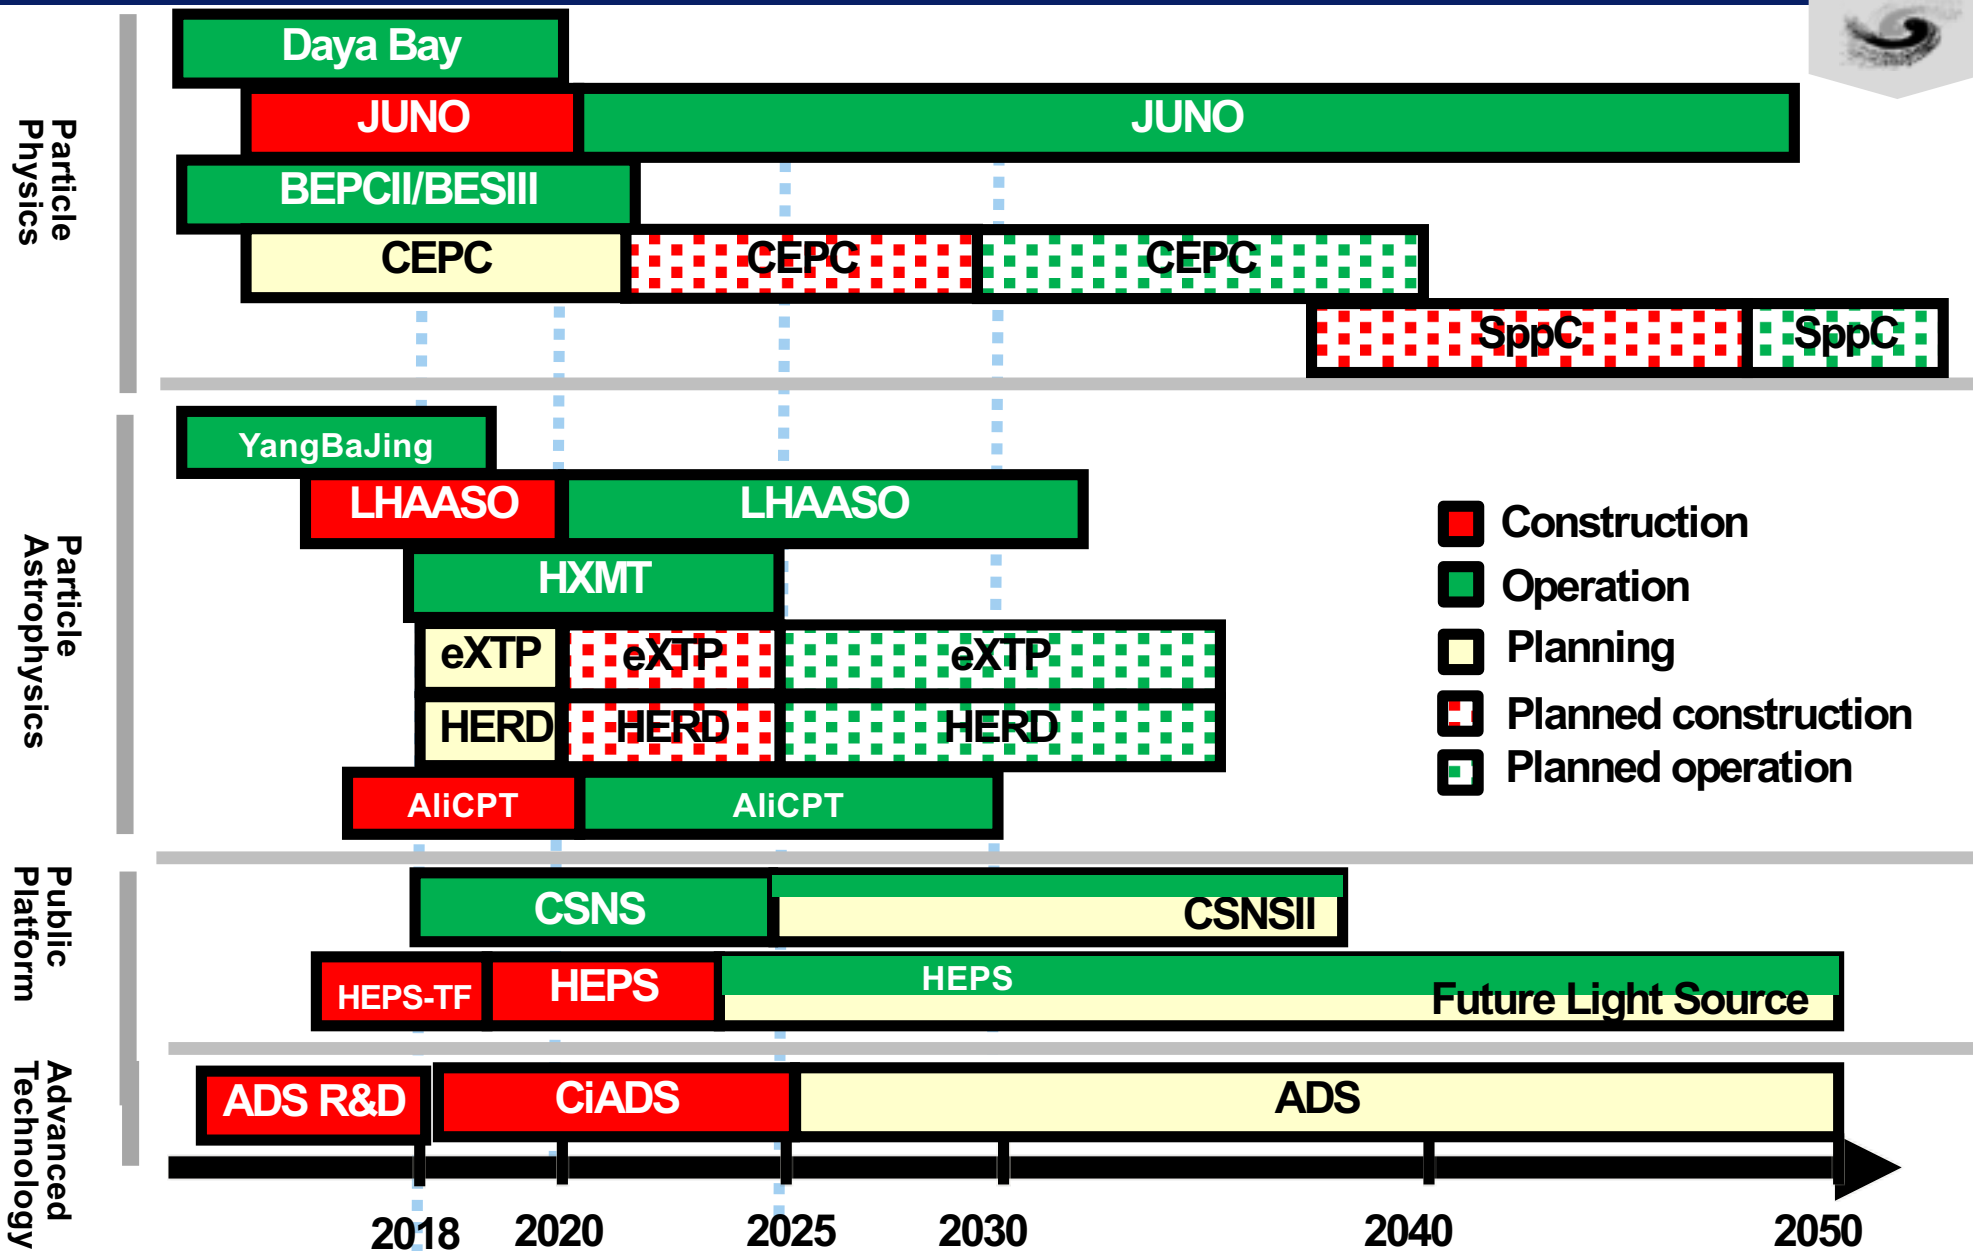 Particle
Physics
Daya Bay
JUNO
JUNO
BEPCII/BESIII
CEPC
CEPC
CEPC
SppC
SppC
Particle
Astrophysics
YangBaJing
LHAASO
LHAASO
HXMT
eXTP
eXTP
eXTP
HERD
HERD
HERD
AliCPT
AliCPT
Construction
Operation
Planning
Planned construction
Planned operation
Public
Platform
CSNS
CSNSII
HEPS-TF
HEPS
HEPS
Future Light Source
Advanced
Technology
ADS R&D
CiADS
ADS
2018
2020
2025
2030
2040
2050